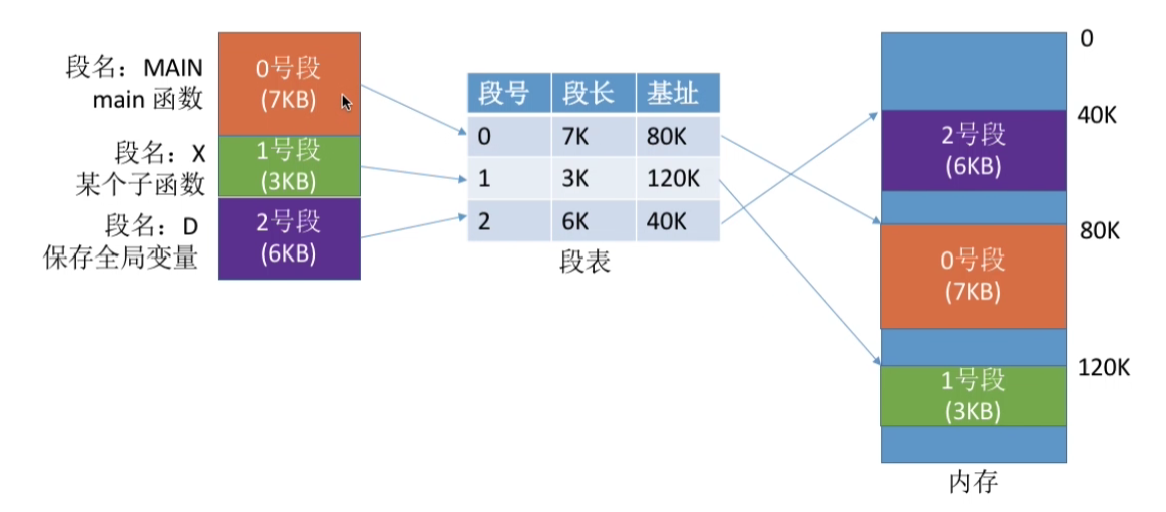 段名：MAIN
main 函数
0号段
(7KB)
段名：X
某个子函数
1号段
(3KB)
段名：D
保存全局变量
2号段
(6KB)
段号 段长 基址
0 7K 80K
1 3K 120K
2 6K 40K
段表
0
40K
2号段
(6KB)
80K
0号段
(7KB)
120K
1号段
(3KB)
内存